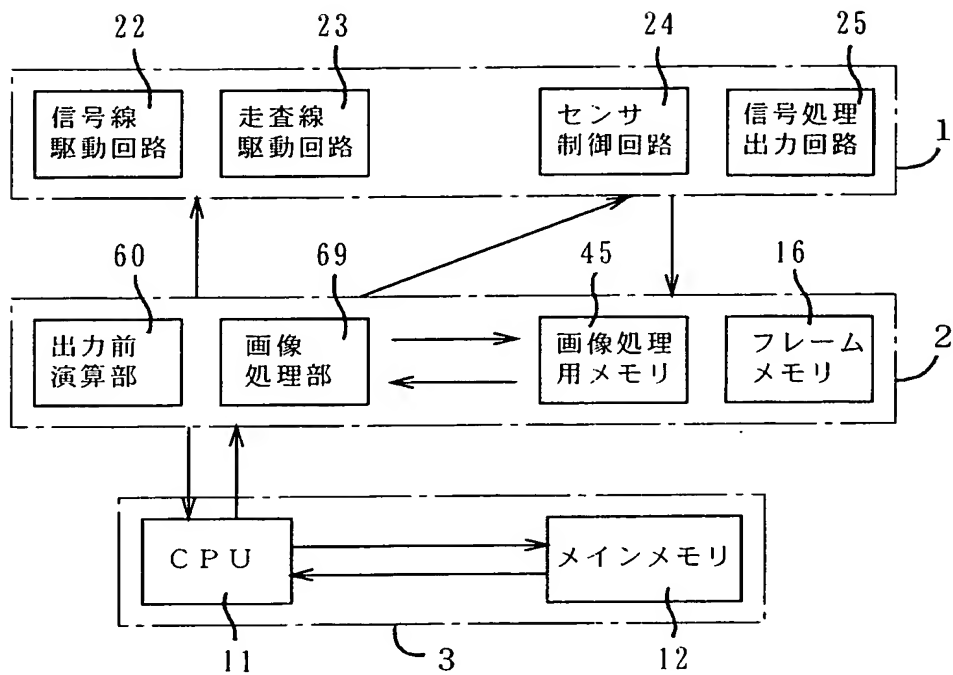 22
23
24
25
信号線
駆動回路
走査線
駆動回路
センサ
制御回路
信号処理
出力回路
1
60
69
45
16
出力前
演算部
画像
処理部
画像処理
用メモリ
フレーム
メモリ
2
CPU
メインメモリ
11
3
12